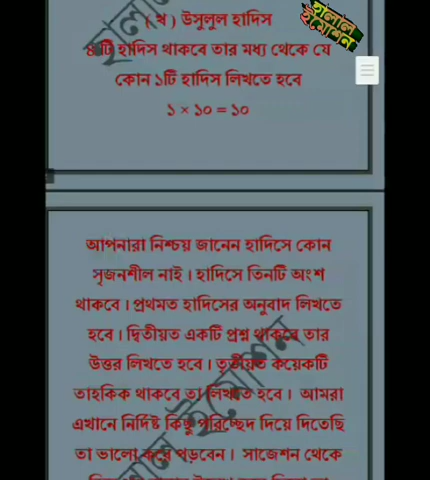 হালাল
ইমোশন
( খ ) উসুলুল হাদিস
৪টি হাদিস থাকবে তার মধ্য থেকে যে
কোন ১টি হাদিস লিখতে হবে
১ × ১০ = ১০
আপনারা নিশ্চয় জানেন হাদিসে কোন
সৃজনশীল নাই । হাদিসে তিনটি অংশ
থাকবে । প্রথমত হাদিসের অনুবাদ লিখতে
হবে । দ্বিতীয়ত একটি প্রশ্ন থাকবে তার
উত্তর লিখতে হবে । তৃতীয়ত কয়েকটি
তাহকিক থাকবে তা লিখতে হবে । আমরা
এখানে নির্দিষ্ট কিছু পরিচ্ছেদ দিয়ে দিতেছি
তা ভালো করে পড়বেন । সাজেশন থেকে